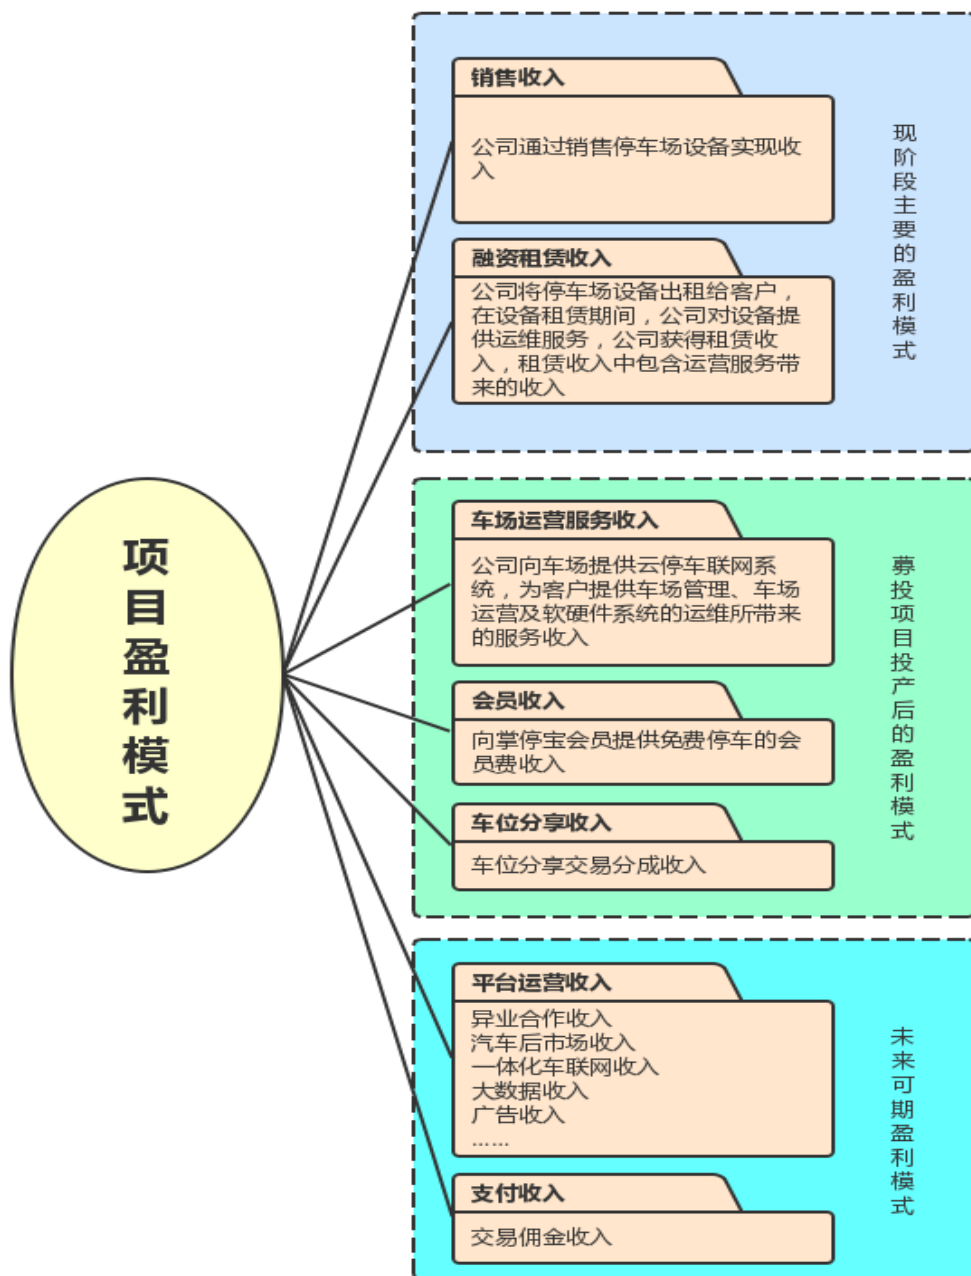 项目盈利模式
销售收入
公司通过销售停车场设备实现收
入
融资租赁收入
公司将停车场设备出租给客户，
在设备租赁期间，公司对设备提
供运维服务，公司获得租赁收
入，租赁收入中包含运营服务带
来的收入
现阶段主要的盈利模式
车场运营服务收入
公司向车场提供云停车联网系
统，为客户提供车场管理、车场
运营及软硬件系统的运维所带来
的服务收入
会员收入
向掌停宝会员提供免费停车的会
员费收入
车位分享收入
车位分享交易分成收入
募投项目投产后的盈利模式
平台运营收入
异业合作收入
汽车后市场收入
一体化车联网收入
大数据收入
广告收入
……
支付收入
交易佣金收入
未来可期盈利模式